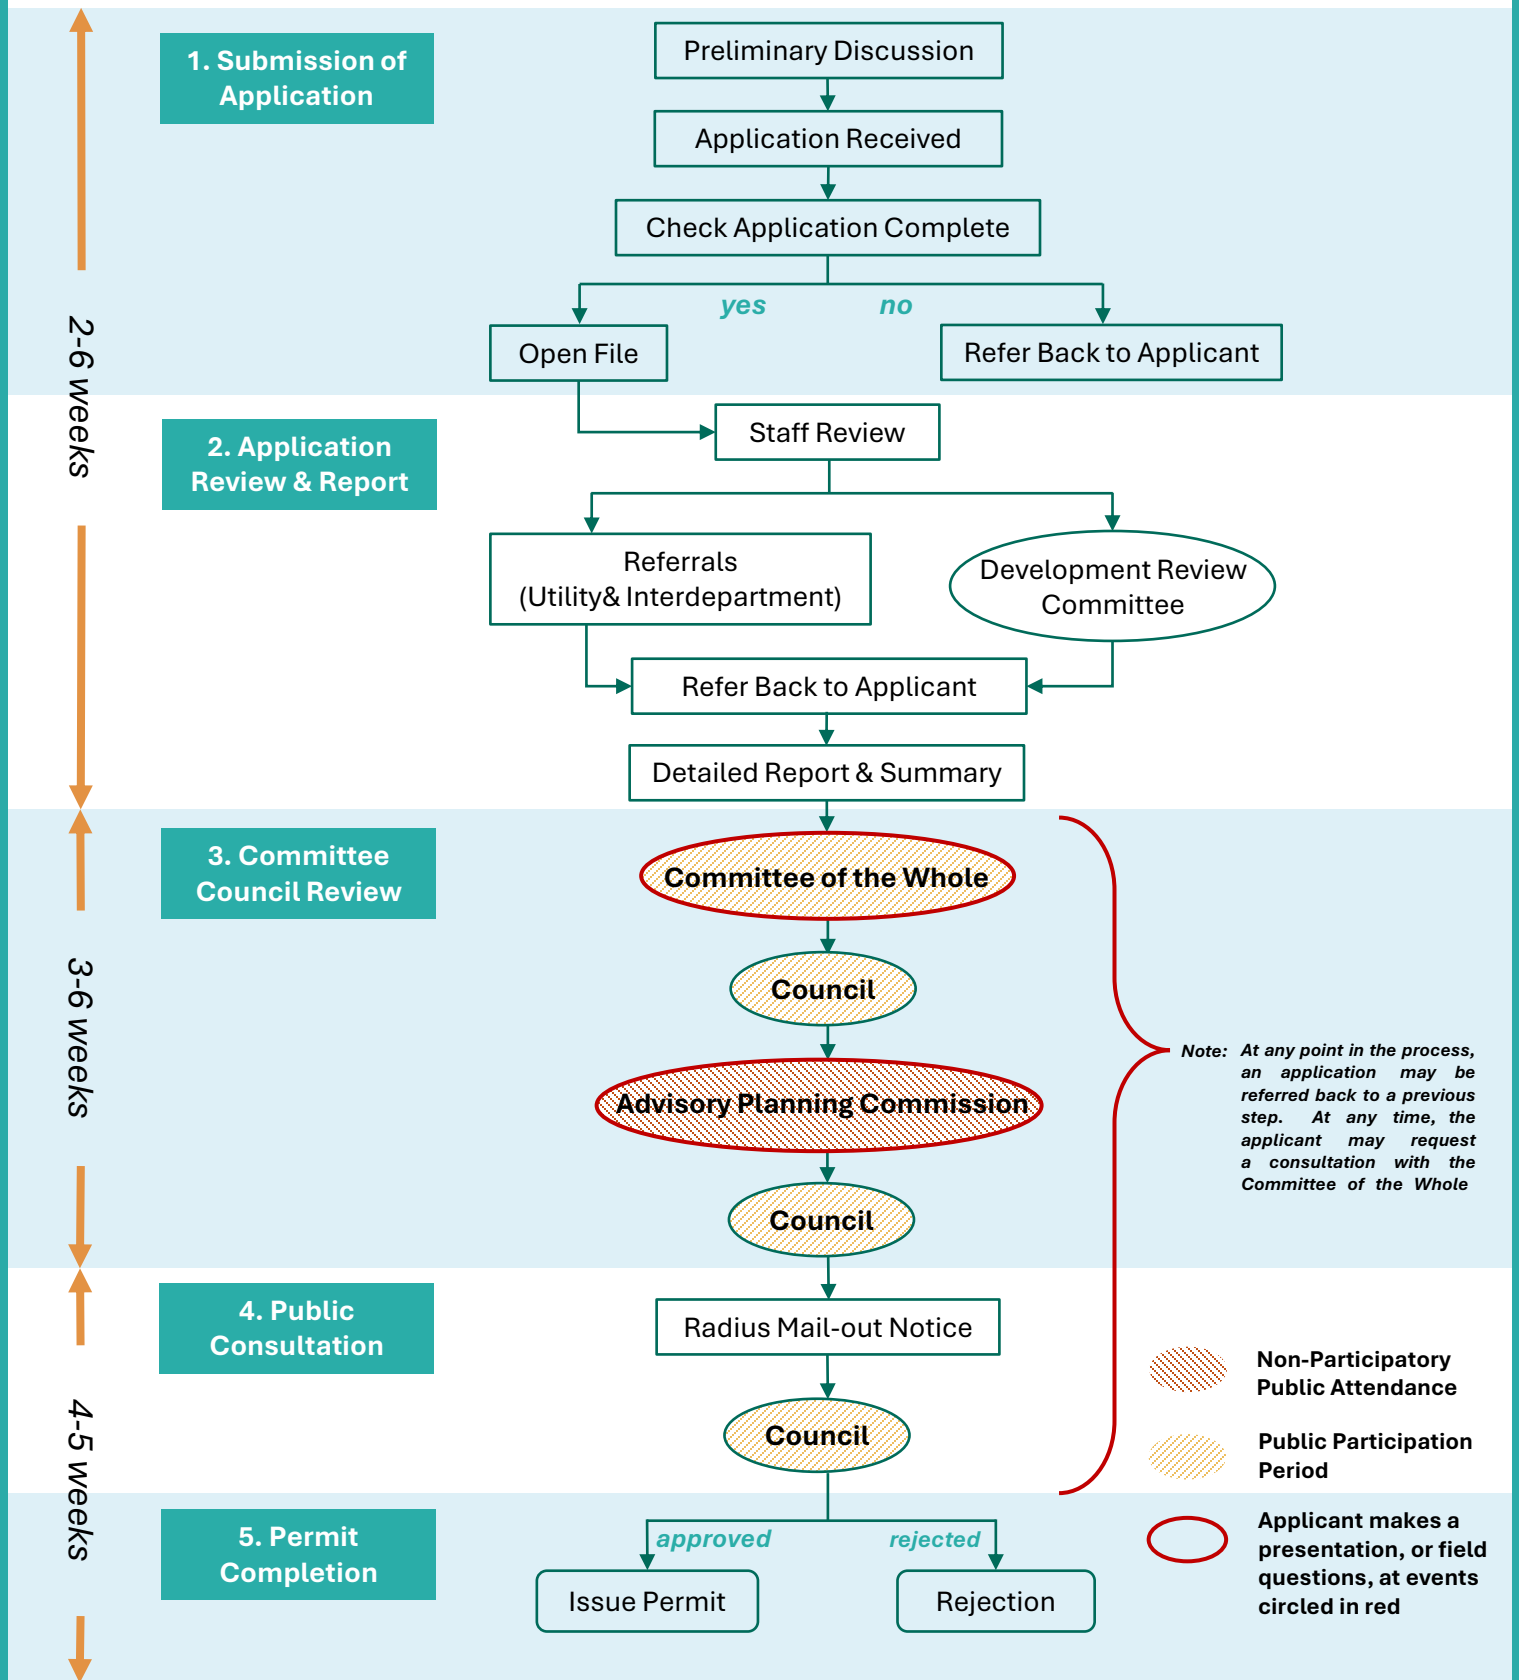 1. Submission of
Application
Preliminary Discussion
Application Received
Check Application Complete
yes
no
Open File
Refer Back to Applicant
2-6 weeks
2. Application
Review & Report
Staff Review
Referrals
(Utility& Interdepartment)
Development Review
Committee
Refer Back to Applicant
Detailed Report & Summary
3. Committee
Council Review
Committee of the Whole
Council
3-6 weeks
Advisory Planning Commission
Council
Note: At any point in the process,
an application may be
referred back to a previous
step. At any time, the
applicant may request
a consultation with the
Committee of the Whole
4. Public
Consultation
Radius Mail-out Notice
Council
4-5 weeks
Non-Participatory
Public Attendance
Public Participation
Period
Applicant makes a
presentation, or field
questions, at events
circled in red
5. Permit
Completion
approved
rejected
Issue Permit
Rejection